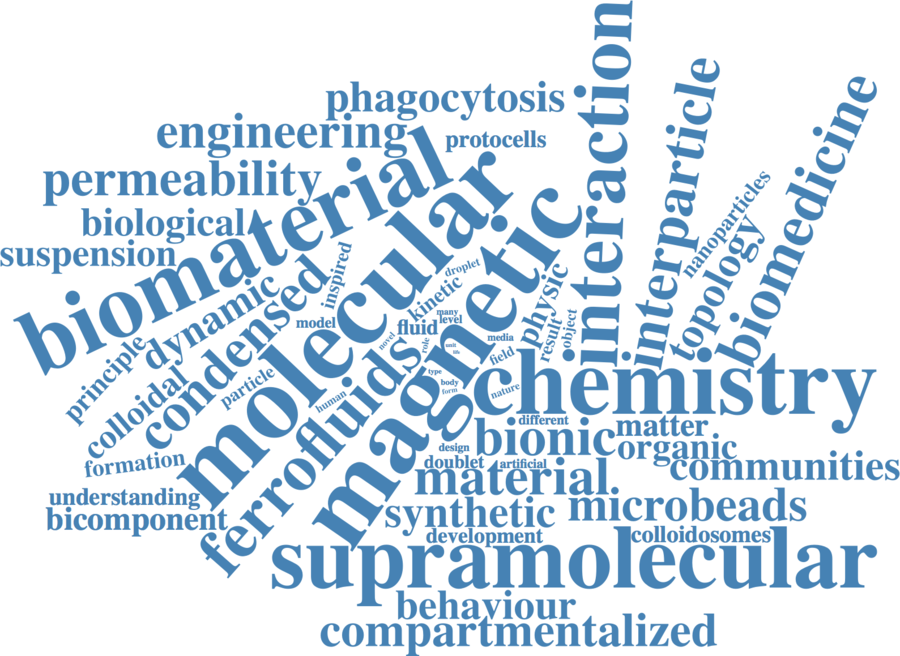 phagocytosis
engineering
protocells
permeability
biological
suspension
biomaterial
molecular
magnetic
interaction
interparticle
nanoparticles
topology
biomedicine
inspired
dynamic
condensed
droplet
kinetic
physic
object
result
model
fluid
many
level
novel
role
unit
life
media
field
principle
colloidal
particle
human
ferrofluids
type
body
form
nature
chemistry
formation
different
bionic
matter
organic
design
doublet
artificial
communities
understanding
material
bicomponent
synthetic
microbeads
development
colloidosomes
supramolecular
behaviour
compartmentalized